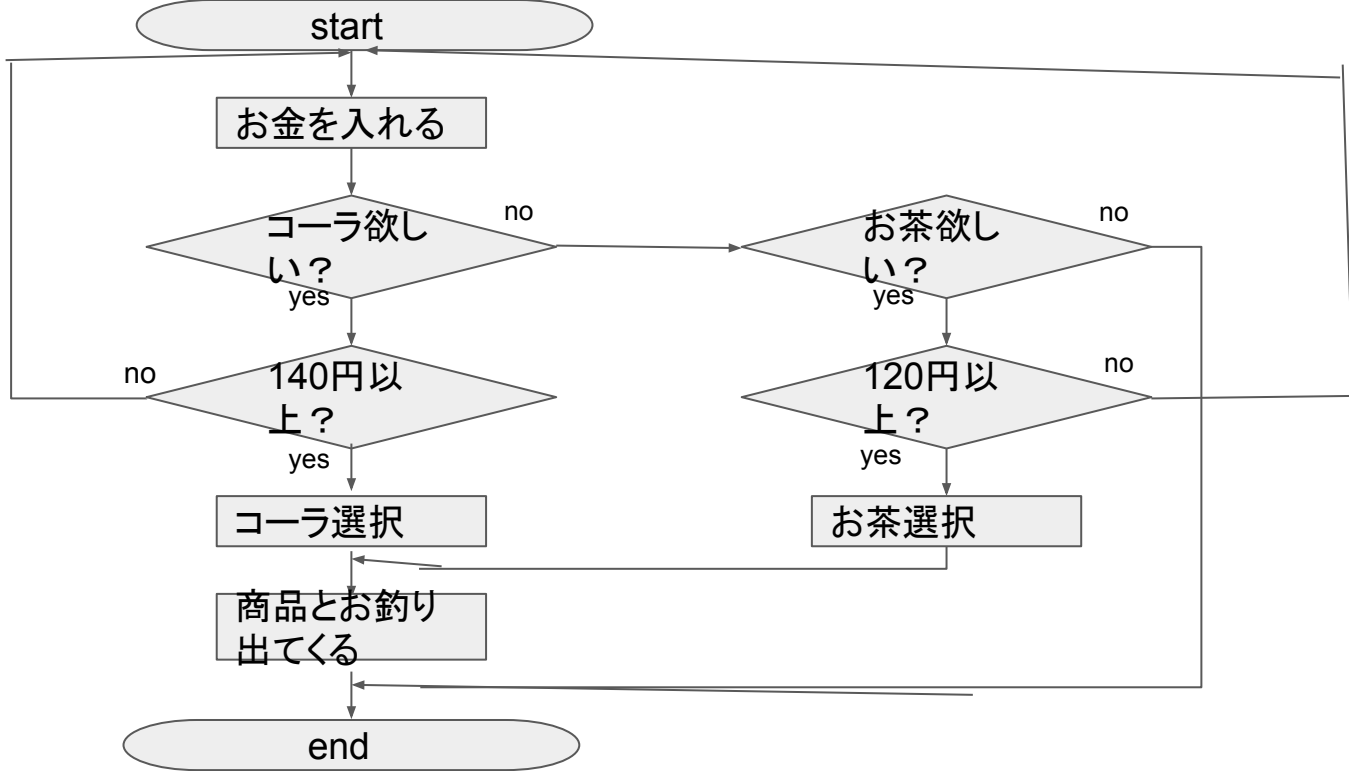 start
お金を入れる
コーラ欲し
い？
no
お茶欲し
い？
no
yes
yes
no
140円以
上？
120円以
上？
no
yes
yes
コーラ選択
お茶選択
商品とお釣り
出てくる
end